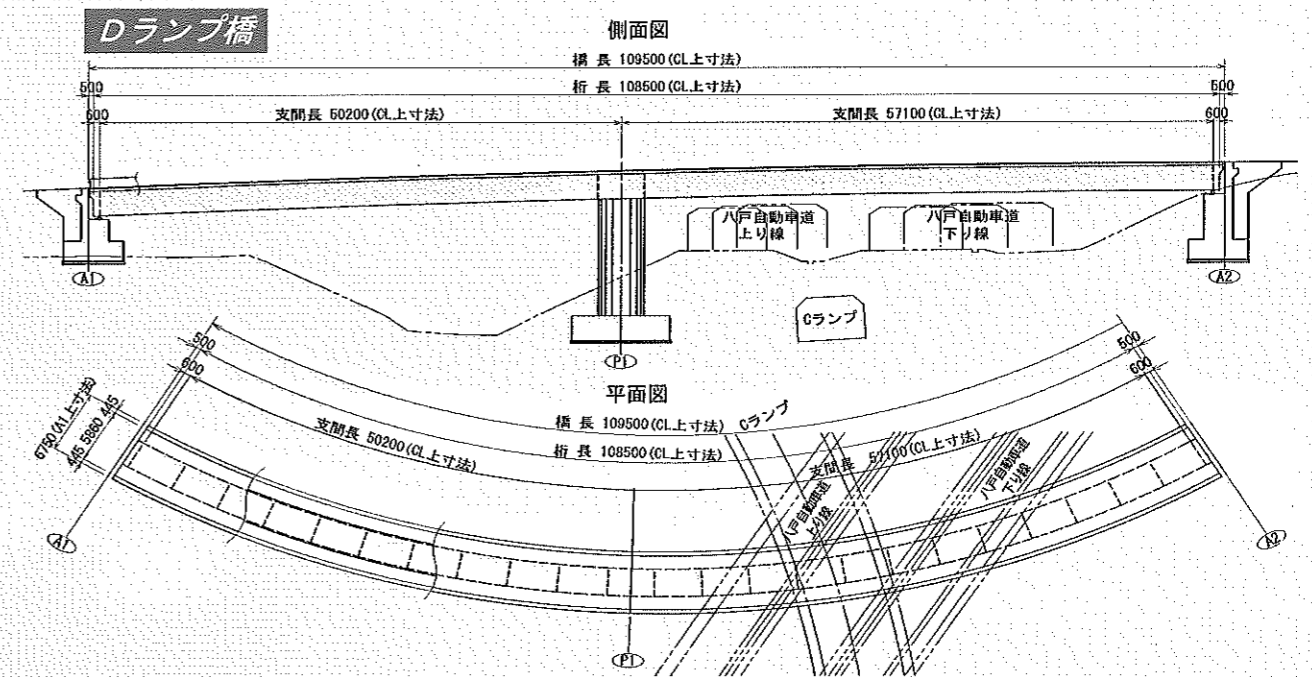 Dランプ橋
側面図
橋 長 109500(CL上寸法)
500
桁 長 108500(CL上寸法)
500
600
支間長 50200(CL上寸法)
支間長 57100(CL上寸法)
600
八戸自動車道
上り線
八戸自動車道
下り線
A1
A2
Cランプ
P1
平面図
500
600
500
600
橋 長 109500(CL上寸法)
Cランプ
支間長 50200(CL上寸法)
桁 長 108500(CL上寸法)
支間長 57100(CL上寸法)
6750(A1上寸法)
445 5860 445
八戸自動車道
上り線
八戸自動車道
下り線
A1
A2
P1